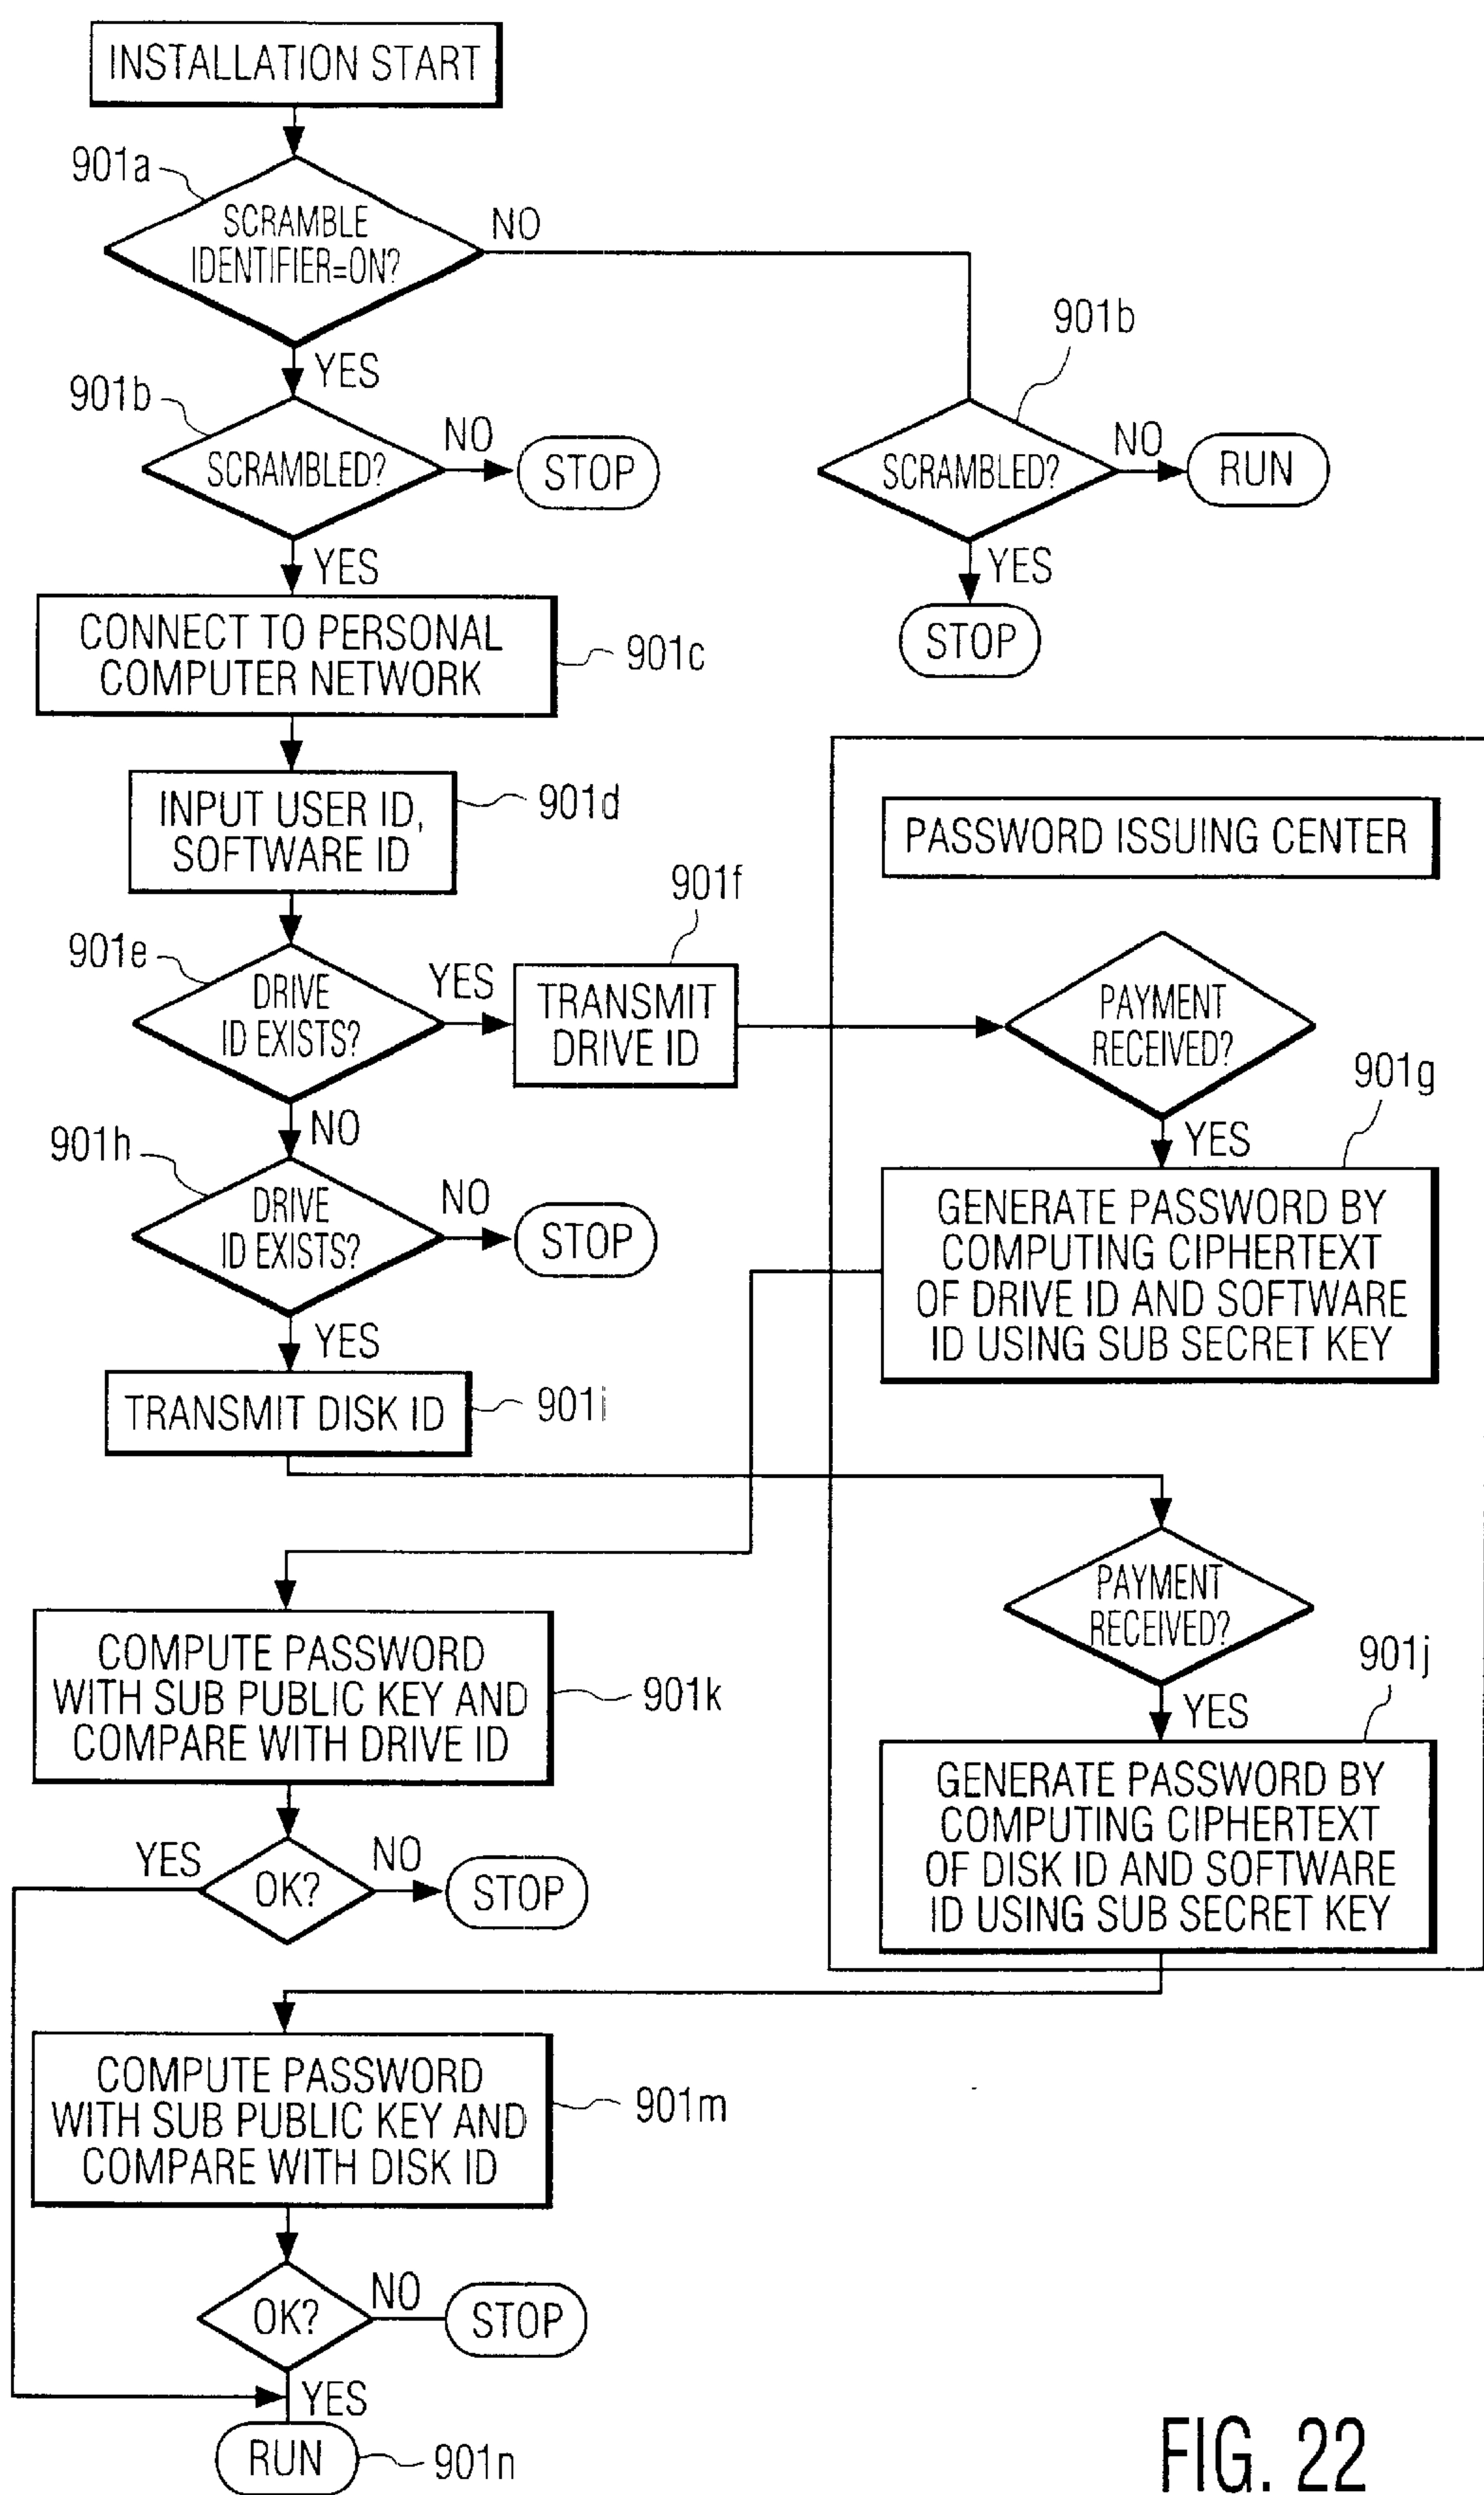 INSTALLATION START
901a
SCRAMBLE
IDENTIFIER=ON?
NO
YES
901b
SCRAMBLED?
NO
STOP
901b
SCRAMBLED?
NO
RUN
YES
STOP
YES
CONNECT TO PERSONAL
COMPUTER NETWORK
901c
INPUT USER ID,
SOFTWARE ID
901d
PASSWORD ISSUING CENTER
901e
DRIVE
ID EXISTS?
YES
901f
TRANSMIT
DRIVE ID
PAYMENT
RECEIVED?
901g
YES
GENERATE PASSWORD BY
COMPUTING CIPHERTEXT
OF DRIVE ID AND SOFTWARE
ID USING SUB SECRET KEY
NO
901h
DRIVE
ID EXISTS?
NO
STOP
YES
TRANSMIT DISK ID
901i
PAYMENT
RECEIVED?
901j
YES
GENERATE PASSWORD BY
COMPUTING CIPHERTEXT
OF DISK ID AND SOFTWARE
ID USING SUB SECRET KEY
COMPUTE PASSWORD
WITH SUB PUBLIC KEY AND
COMPARE WITH DRIVE ID
901k
YES
OK?
NO
STOP
COMPUTE PASSWORD
WITH SUB PUBLIC KEY AND
COMPARE WITH DISK ID
901m
OK?
NO
STOP
YES
RUN
901n
FIG. 22